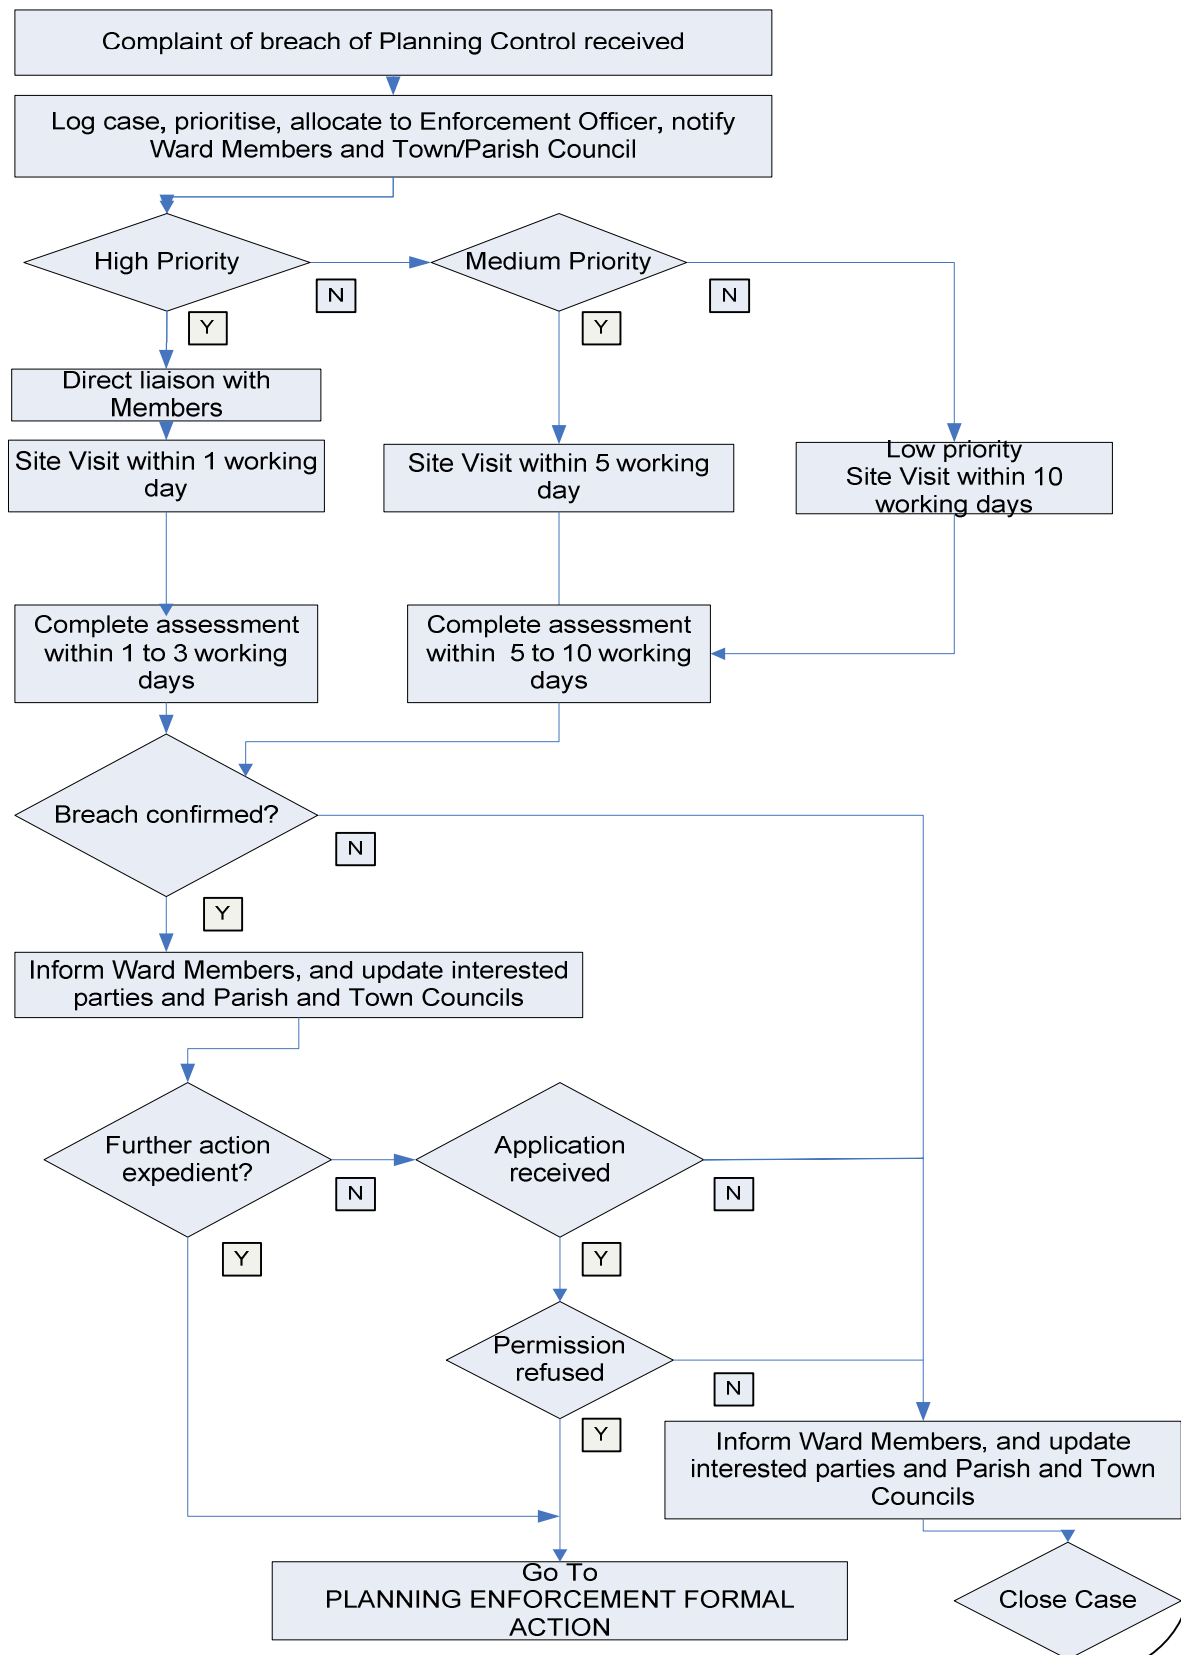 Complaint of breach of Planning Control received
Log case, prioritise, allocate to Enforcement Officer, notify
Ward Members and Town/Parish Council
High Priority
N
Medium Priority
N
Y
Y
Direct liaison with
Members
Site Visit within 1 working
day
Site Visit within 5 working
day
Low priority
Site Visit within 10
working days
Complete assessment
within 1 to 3 working
days
Complete assessment
within 5 to 10 working
days
Breach confirmed?
N
Y
Inform Ward Members, and update interested
parties and Parish and Town Councils
Further action
expedient?
N
Application
received
N
Y
Y
Permission
refused
N
Y
Inform Ward Members, and update
interested parties and Parish and Town
Councils
Go To
PLANNING ENFORCEMENT FORMAL
ACTION
Close Case